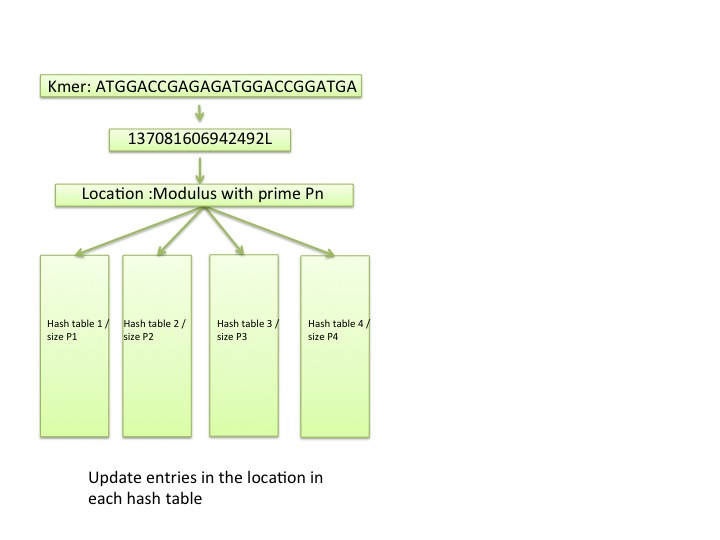 Kmer: ATGGACCGAGAGATGGACCGGATGA
137081606942492L
Location :Modulus with prime Pn
Hash table 1 /
size P1
Hash table 2 /
size P2
Hash table 3 /
size P3
Hash table 4 /
size P4
Update entries in the location in
each hash table